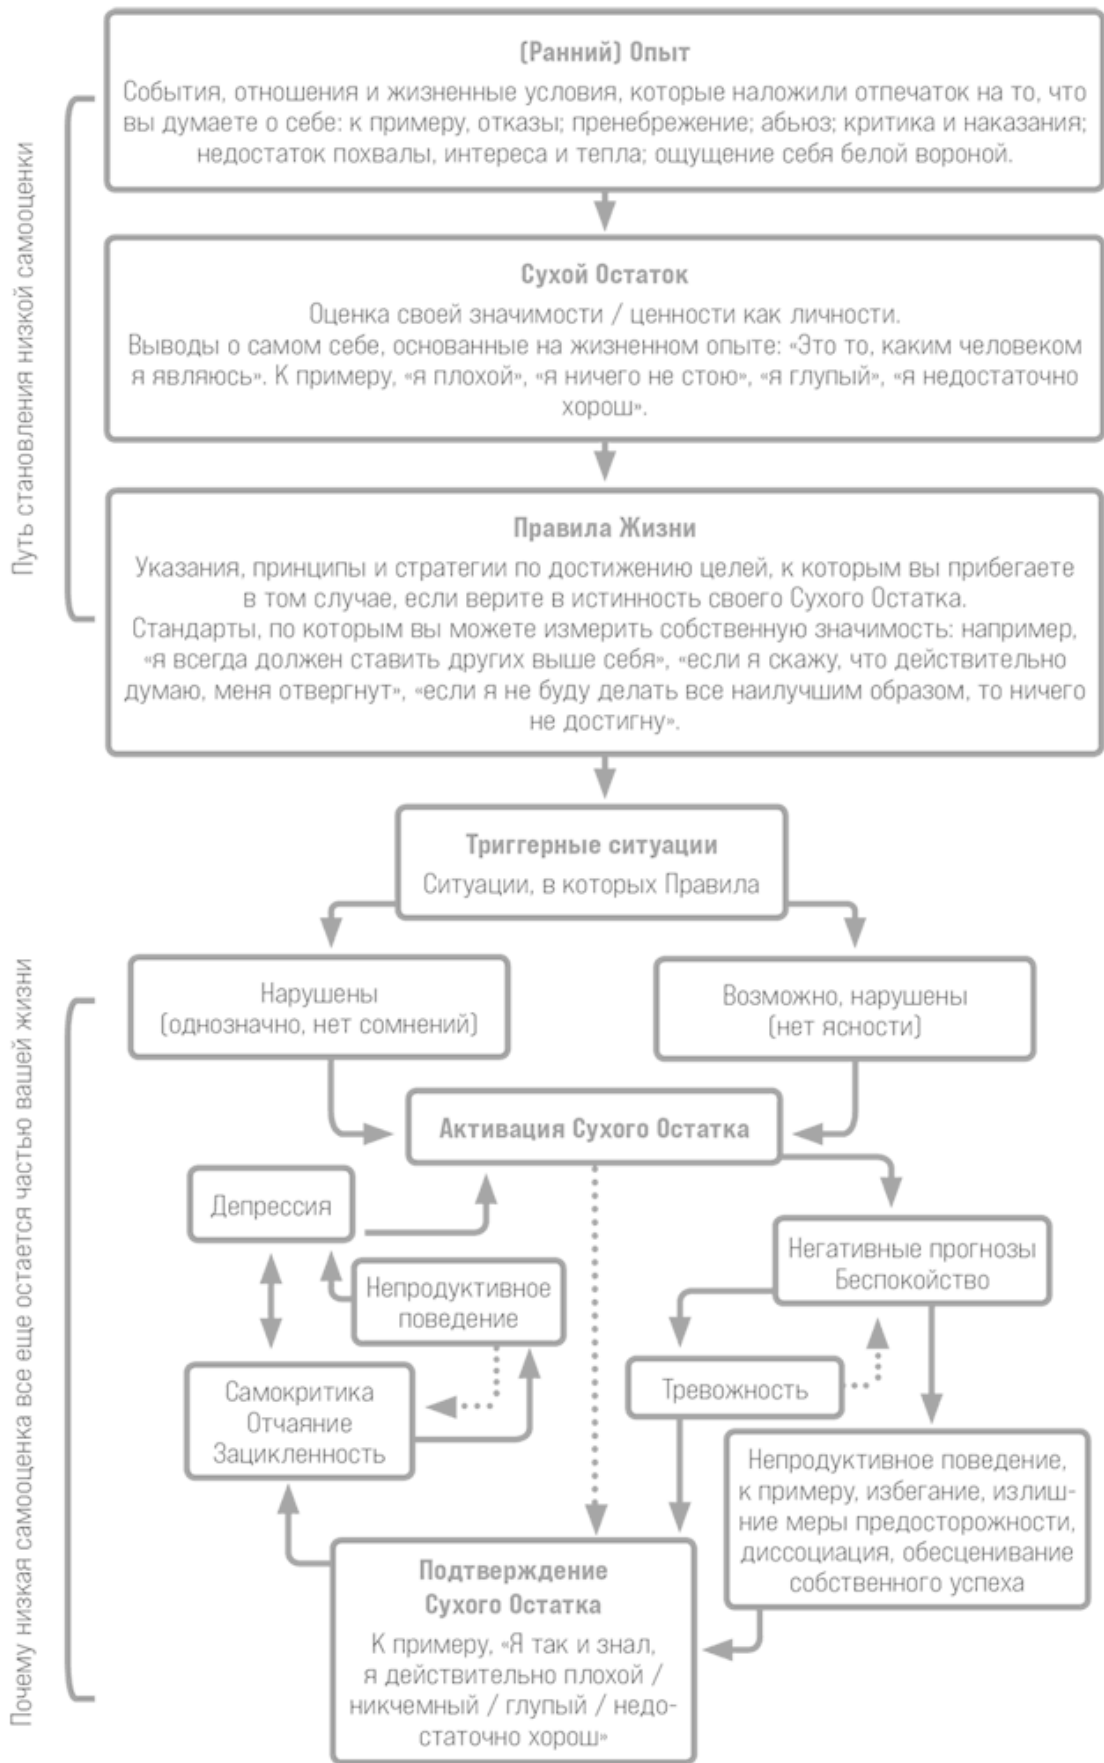 (Ранний) Опыт
События, отношения и жизненные условия, которые наложили отпечаток на то, что
вы думаете о себе: к примеру, отказы; пренебрежение; абьюз; критика и наказания;
недостаток похвалы, интереса и тепла; ощущение себя белой вороной.
Путь становления низкой самооценки
Сухой Остаток
Оценка своей значимости / ценности как личности.
Выводы о самом себе, основанные на жизненном опыте: «Это то, каким человеком
я являюсь». К примеру, «я плохой», «я ничего не стою», «я глупый», «я недостаточно
хорош».
Правила Жизни
Указания, принципы и стратегии по достижению целей, к которым вы прибегаете
в том случае, если верите в истинность своего Сухого Остатка.
Стандарты, по которым вы можете измерить собственную значимость: например,
«я всегда должен ставить других выше себя», «если я скажу, что действительно
думаю, меня отвергнут», «если я не буду делать все наилучшим образом, то ничего
не достигну».
Триггерные ситуации
Ситуации, в которых Правила
Почему низкая самооценка все еще остается частью вашей жизни
Нарушены
(однозначно, нет сомнений)
Возможно, нарушены
(нет ясности)
Активация Сухого Остатка
Депрессия
Непродуктивное
поведение
Самокритика
Отчаяние
Зацикленность
Негативные прогнозы
Беспокойство
Тревожность
Непродуктивное поведение,
к примеру, избегание, излиш-
ние меры предосторожности,
диссоциация, обесценивание
собственного успеха
Подтверждение
Сухого Остатка
К примеру, «Я так и знал,
я действительно плохой /
никчемный / глупый / недо-
статочно хорош»